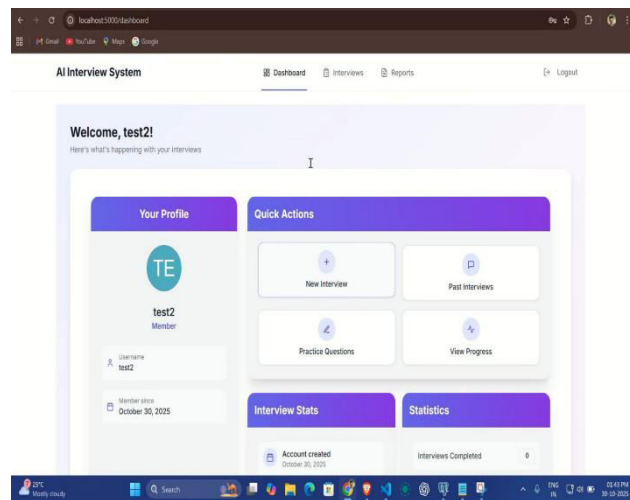 localhost:5000/dashboard
Gmail YouTube Maps Google
AI Interview System
Dashboard
Interviews
Reports
Logout
Welcome, test2!
Here's what's happening with your interviews
Your Profile
TE
test2
Member
Username
test2
Member since
October 30, 2025
Quick Actions
New Interview
Past Interviews
Practice Questions
View Progress
Interview Stats
Account created
October 30, 2025
Statistics
Interviews Completed
0
Mostly cloudy
Search
ENG
IN
01:43 PM
30-10-2025